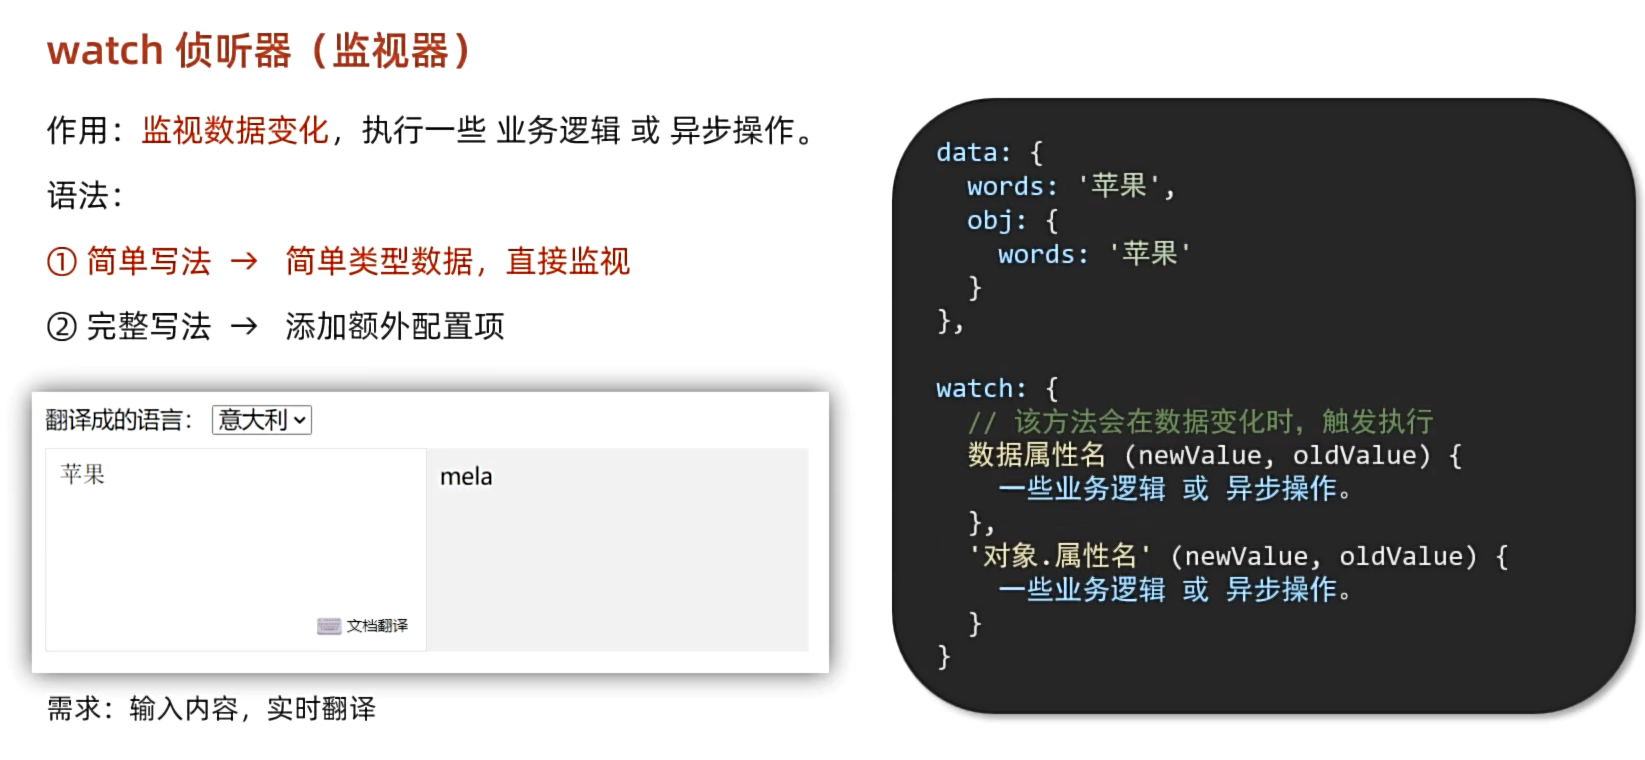 watch 侦听器（监视器）
作用：监视数据变化，执行一些 业务逻辑 或 异步操作。
语法：
① 简单写法 → 简单类型数据，直接监视
② 完整写法 → 添加额外配置项
翻译成的语言： 意大利
苹果
mela
文档翻译
需求：输入内容，实时翻译
data: {
words: '苹果',
obj: {
words: '苹果'
}
},
watch: {
// 该方法会在数据变化时，触发执行
数据属性名 (newValue, oldValue) {
一些业务逻辑 或 异步操作。
},
'对象.属性名' (newValue, oldValue) {
一些业务逻辑 或 异步操作。
}
}